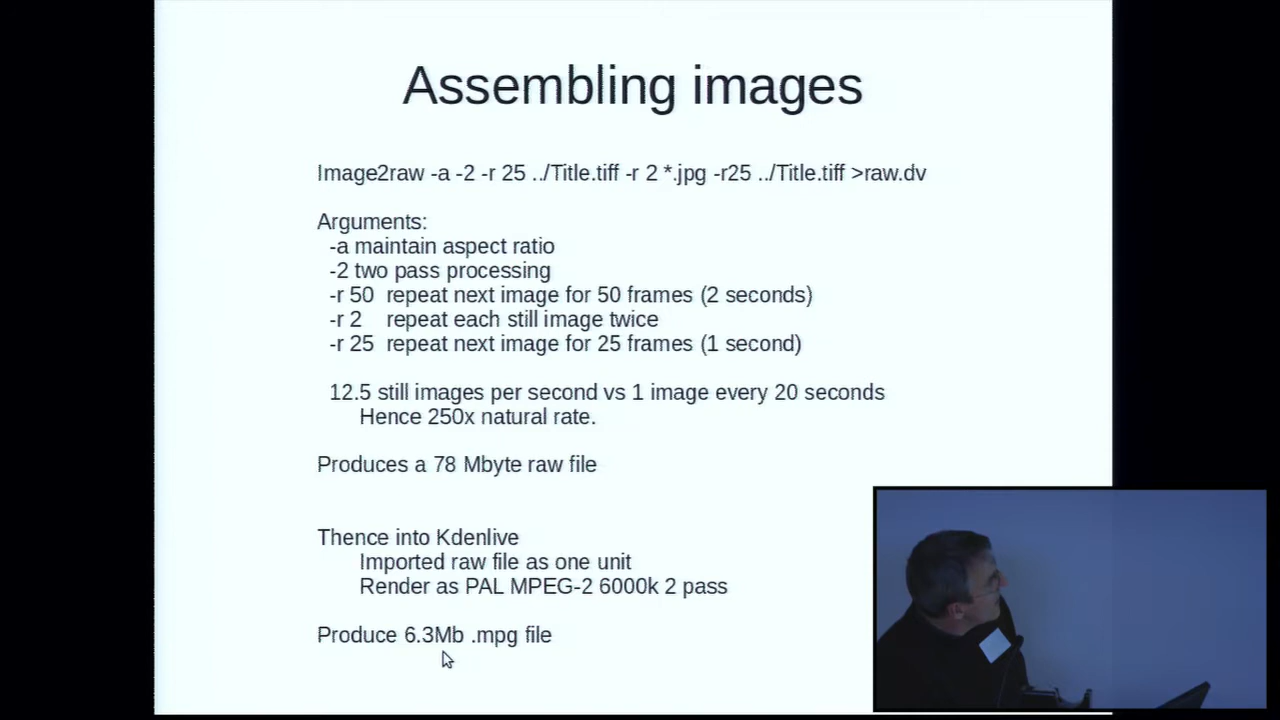 Assembling images
Image2raw -a -2 -r 25 ../Title.tiff -r 2 *.jpg -r25 ../Title.tiff >raw.dv
Arguments:
-a maintain aspect ratio
-2 two pass processing
-r 50 repeat next image for 50 frames (2 seconds)
-r 2 repeat each still image twice
-r 25 repeat next image for 25 frames (1 second)
12.5 still images per second vs 1 image every 20 seconds
Hence 250x natural rate.
Produces a 78 Mbyte raw file
Thence into Kdenlive
Imported raw file as one unit
Render as PAL MPEG-2 6000k 2 pass
Produce 6.3Mb .mpg file